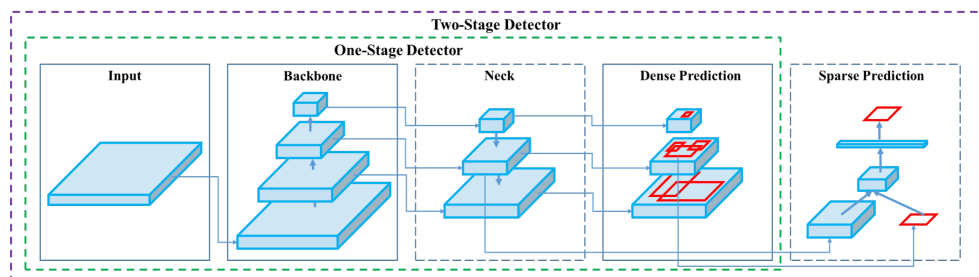 Two-Stage Detector
One-Stage Detector
Input
Backbone
Neck
Dense Prediction
Sparse Prediction